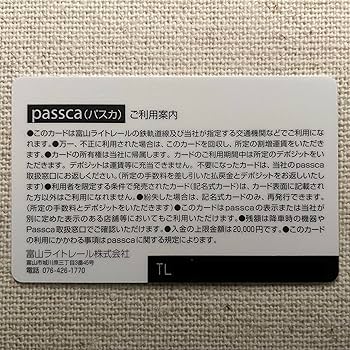 passca(パスカ) ご利用案内
●このカードは富山ライトレールの鉄軌道線及び当社が指定する交通機関などでご利用になれます。●万一、不正に利用された場合は、このカードを回収し、所定の割増運賃をいただきます。●カードの所有権は当社に帰属します。カードのご利用期間中は所定のデポジットをいただきます。デポジットは運賃等に充当できません。不要になったカードは、当社のpassca取扱窓口にお返しください。(所定の手数料を差し引いた払戻金とデポジットをお返しいたします)●利用者を限定する条件で発売されたカード(記名式カード)は、カード表面に記載された方以外はご利用になれません。●紛失した場合は、記名式カードのみ、再発行できます。(所定の手数料とデポジットをいただきます)●このカードはpasscaの表示または当社が別に定めた表示のある店舗等においてもご利用いただけます。●残額は降車時の機器やPassca取扱窓口でご確認いただけます。●入金の上限金額は20,000円です。●このカードの利用にかかわる事項はpasscaに関する規定によります。
富山ライトレール株式会社
富山市城川原三丁目3番45号
電話 076-426-1770
TL